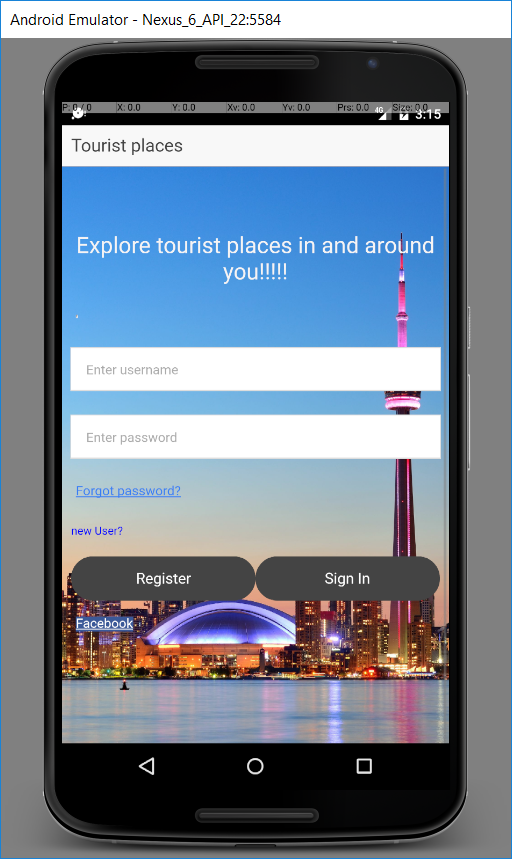 Android Emulator - Nexus_6_API_22:5584
P: 0 / 0 X: 0.0 Y: 0.0 Xv: 0.0 Yv: 0.0 Prs: 0.0 Size: 0.0
4G 3:15
Tourist places
Explore tourist places in and around
you!!!!!
Enter username
Enter password
Forgot password?
new User?
Register Sign In
Facebook